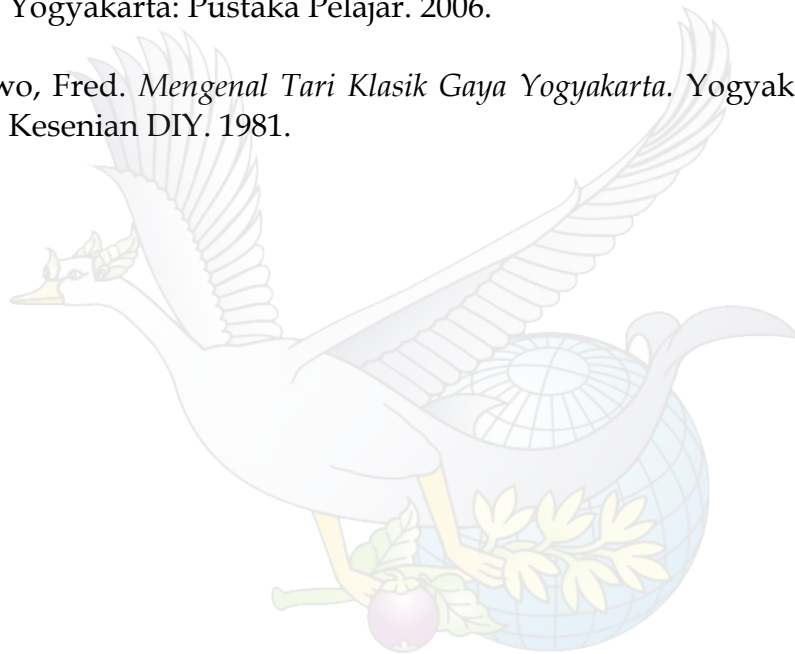 Yogyakarta: Pustaka Pelajar. 2006.
wo, Fred. Mengenal Tari Klasik Gaya Yogyakarta. Yogyak
Kesenian DIY. 1981.